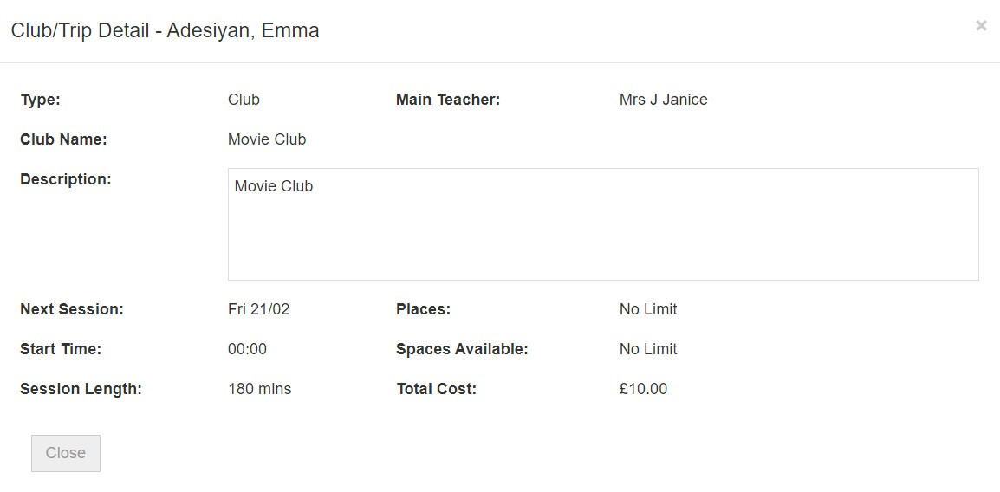 Club/Trip Detail - Adesiyan, Emma
×
Type: Club Main Teacher: Mrs J Janice
Club Name: Movie Club
Description: Movie Club
Next Session: Fri 21/02 Places: No Limit
Start Time: 00:00 Spaces Available: No Limit
Session Length: 180 mins Total Cost: £10.00
Close